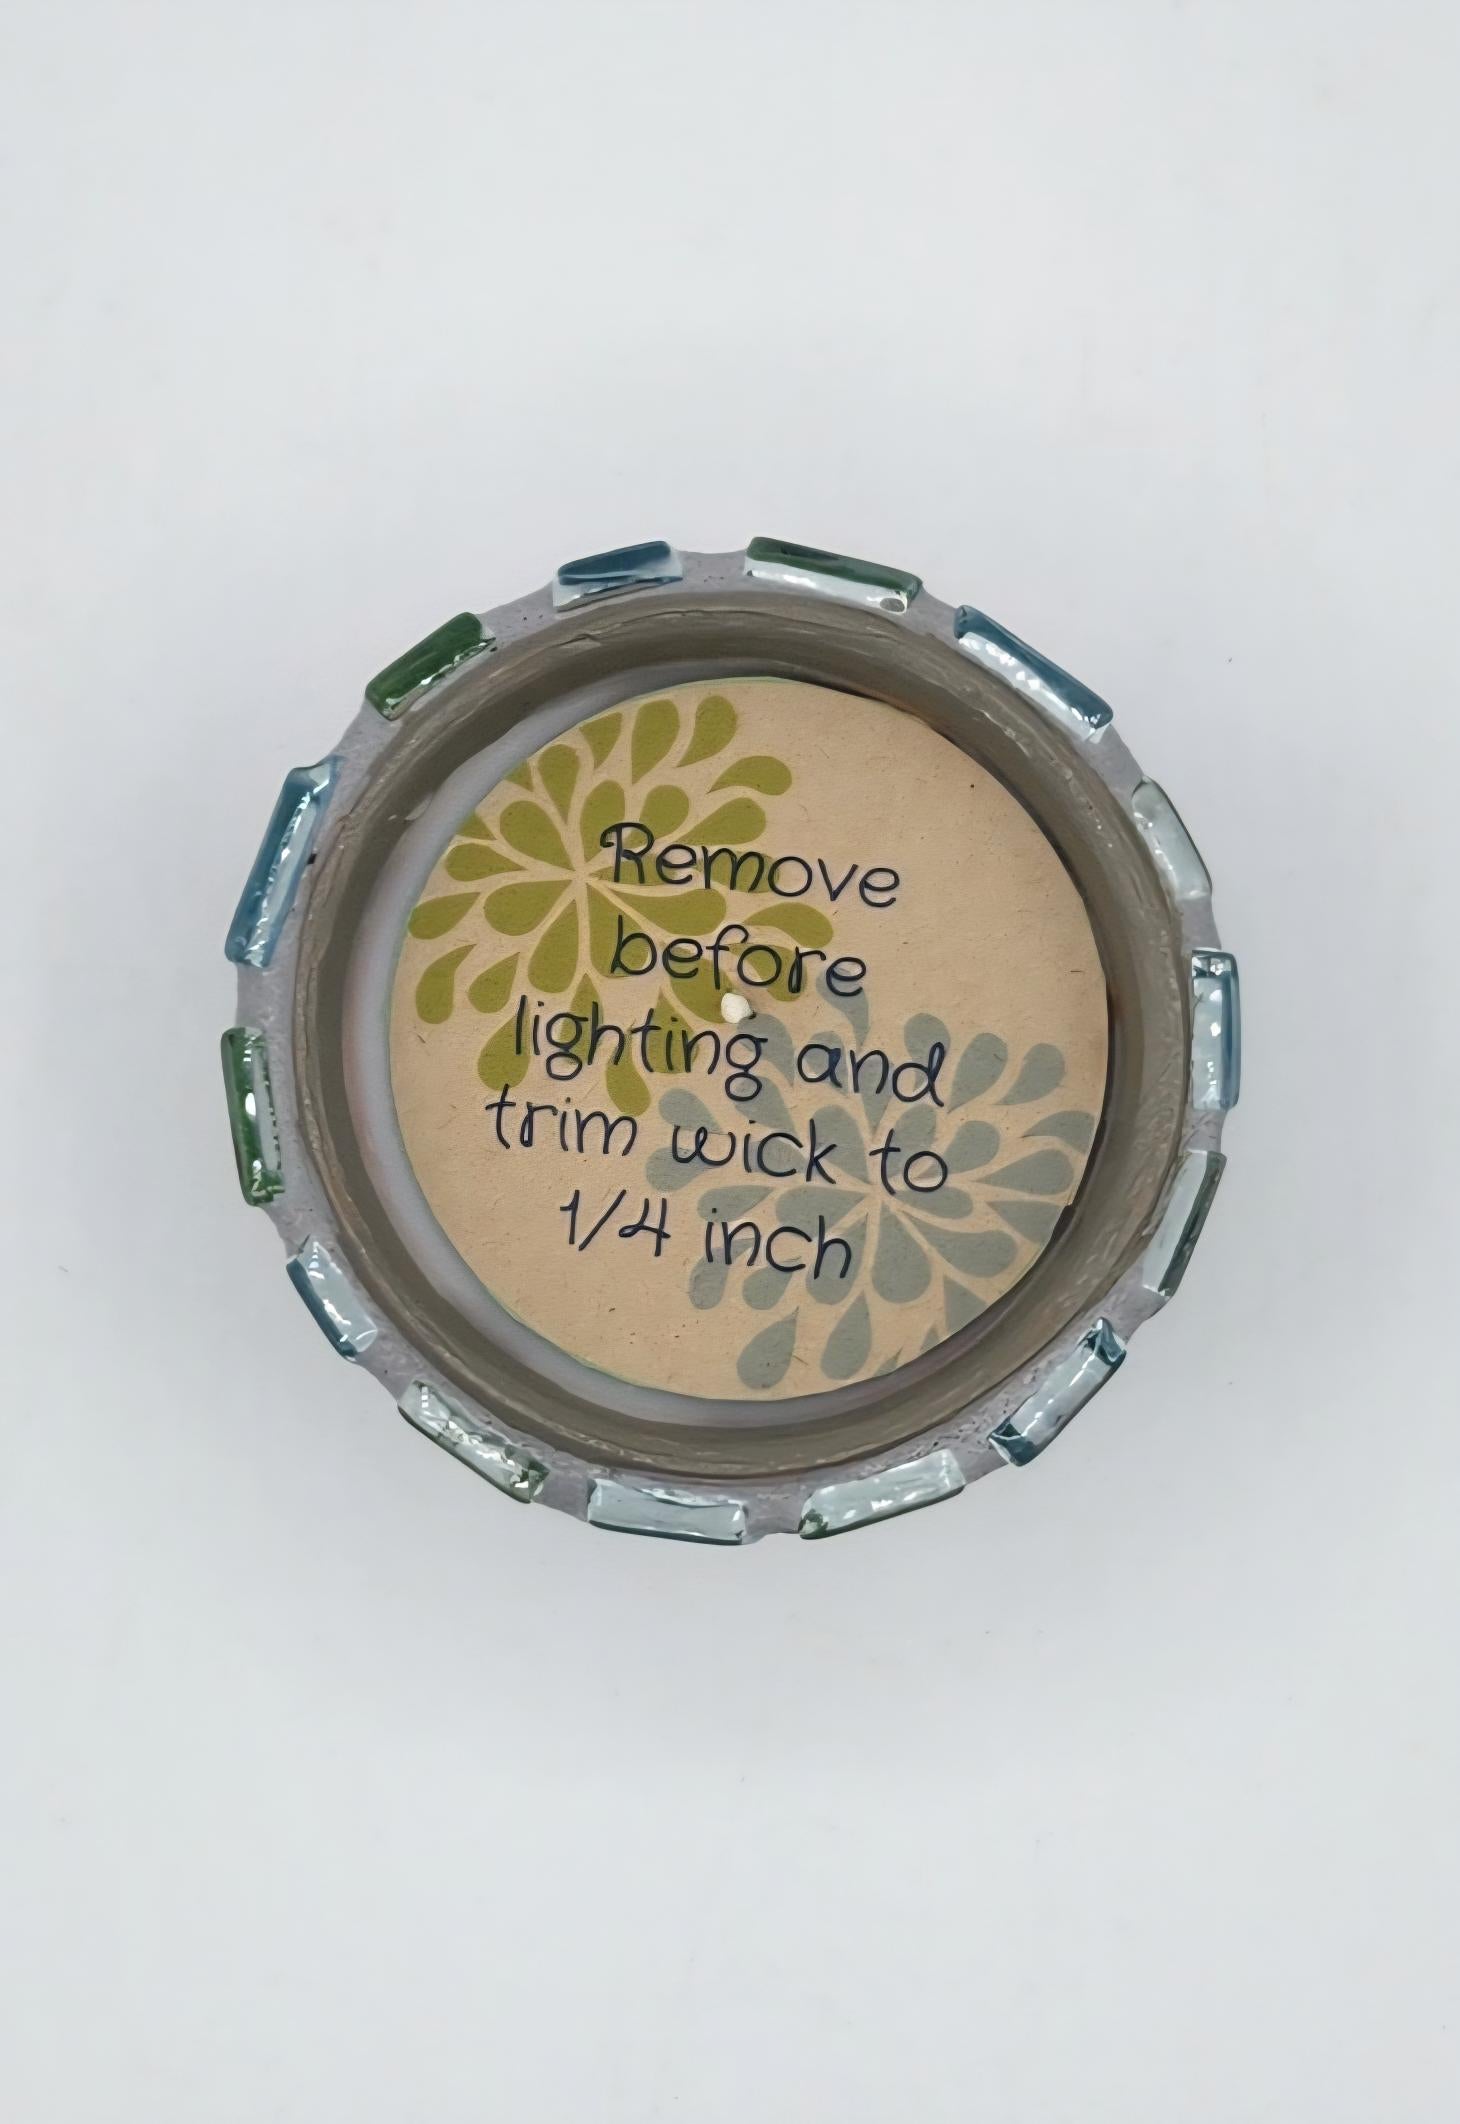 Remove
before
lighting and
trim wick to
1/4 inch